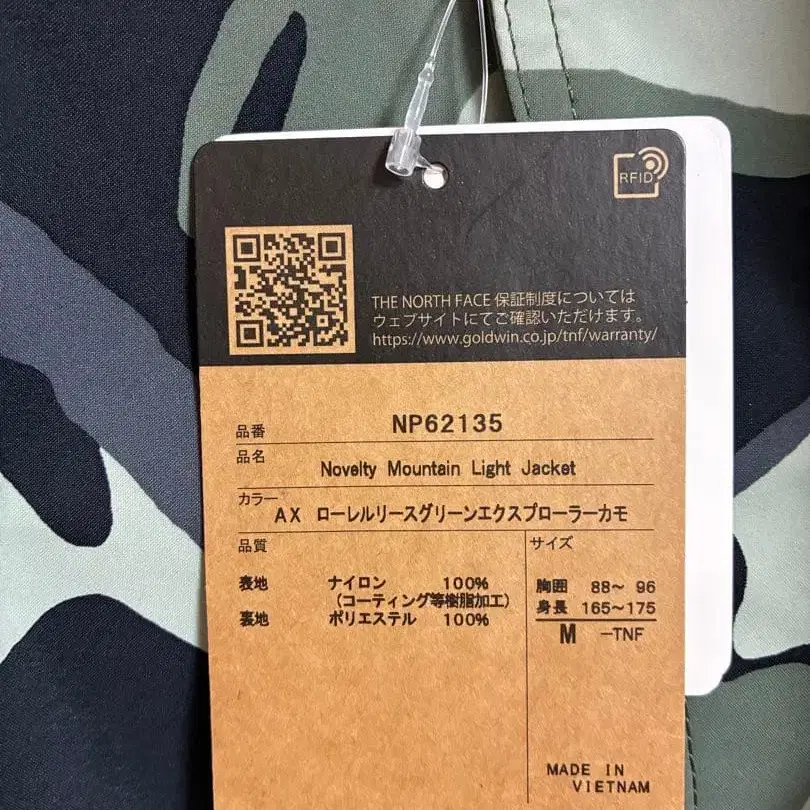 RFID
THE NORTH FACE 保証制度については
ウェブサイトにてご確認いただけます。
https://www.goldwin.co.jp/tnf/warranty/
品番 NP62135
品名 Novelty Mountain Light Jacket
カラー AX ローレルリースグリーンエクスプローラーカモ
品質
表地 ナイロン 100%
(コーティング等樹脂加工)
裏地 ポリエステル 100%
サイズ
胸囲 88〜 96
身長 165〜175
M -TNF
MADE IN
VIETNAM